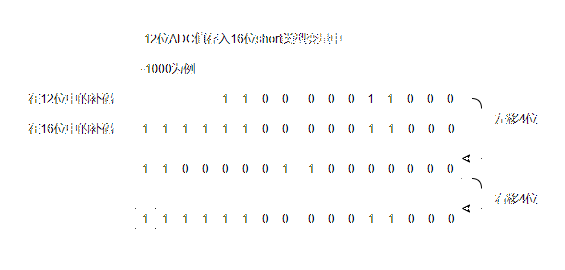 12位ADC值存入16位short类型变量中
-1000为例
在12位中的补码 1 1 0 0 0 0 0 1 1 0 0 0
在16位中的补码 1 1 1 1 1 1 0 0 0 0 0 1 1 0 0 0
左移4位
1 1 0 0 0 0 0 1 1 0 0 0 0 0 0 0
右移4位
1 1 1 1 1 1 0 0 0 0 0 1 1 0 0 0